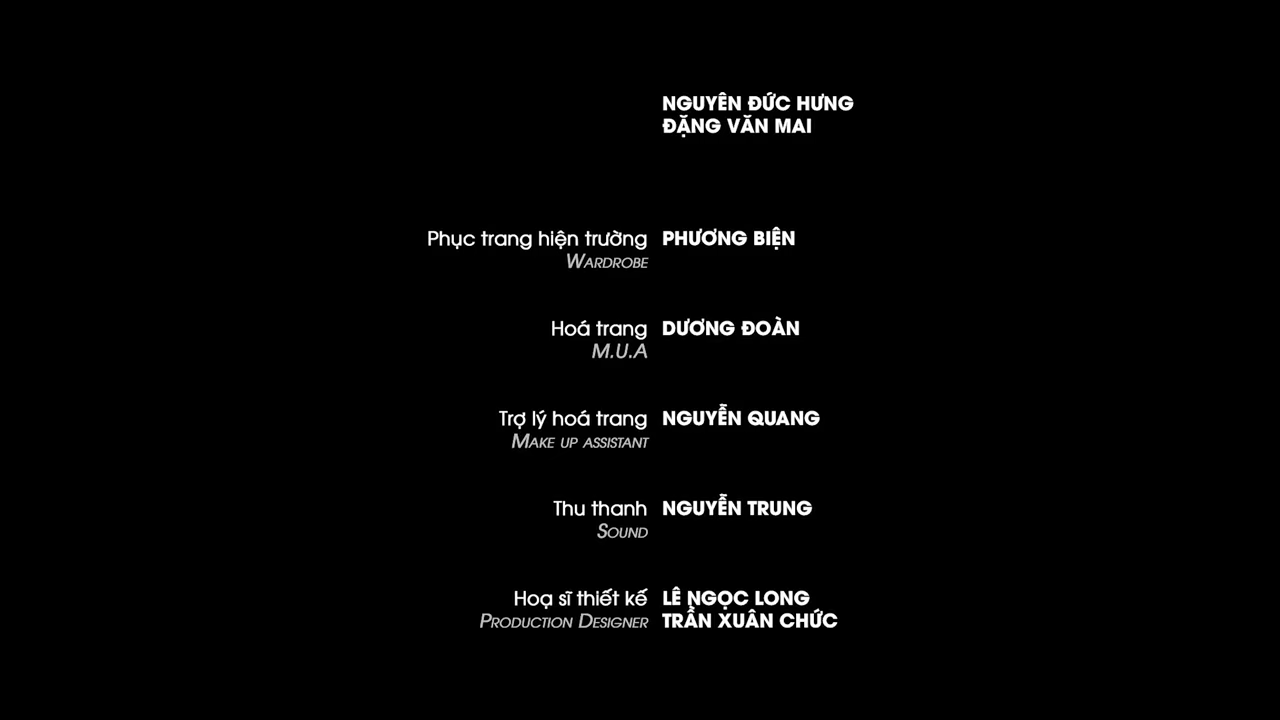 NGUYÊN ĐỨC HƯNG
ĐẶNG VĂN MAI
Phục trang hiện trường PHƯƠNG BIỆN
WARDROBE
Hoá trang DƯƠNG ĐOÀN
M.U.A
Trợ lý hoá trang NGUYỄN QUANG
MAKE UP ASSISTANT
Thu thanh NGUYỄN TRUNG
SOUND
Hoạ sĩ thiết kế LÊ NGỌC LONG
PRODUCTION DESIGNER TRẦN XUÂN CHỨC